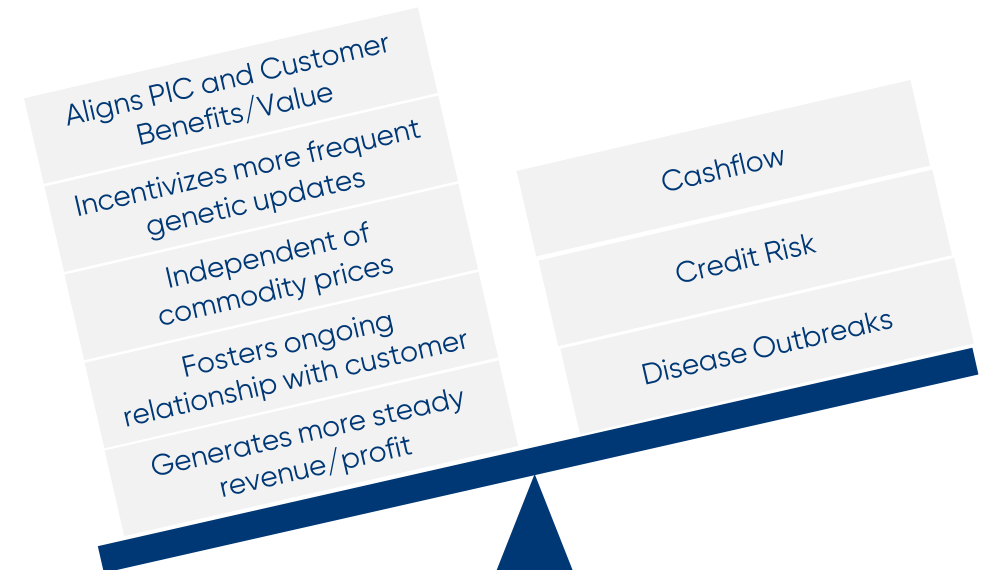 Aligns PIC and Customer
Benefits/Value
Incentivizes more frequent
genetic updates
Independent of
commodity prices
Fosters ongoing
relationship with customer
Generates more steady
revenue/profit
Cashflow
Credit Risk
Disease Outbreaks